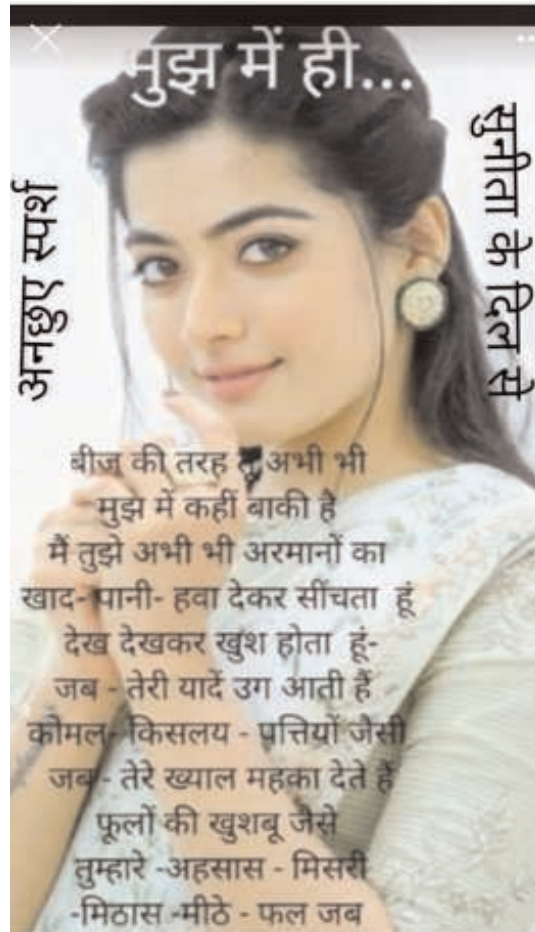 मुझ में ही...
अनछुए स्पर्श
सुनीता के दिल से
बीज की तरह तू अभी भी
मुझ में कहीं बाकी है
मैं तुझे अभी भी अरमानों का
खाद-पानी- हवा देकर सींचता हूं
देख देखकर खुश होता हूं-
जब - तेरी यादें उग आती हैं
कोमल- किसलय - पत्तियों जैसी
जब - तेरे ख्याल महका देते हैं
फूलों की खुशबू जैसे
तुम्हारे -अहसास - मिसरी
-मिठास -मीठे - फल जब